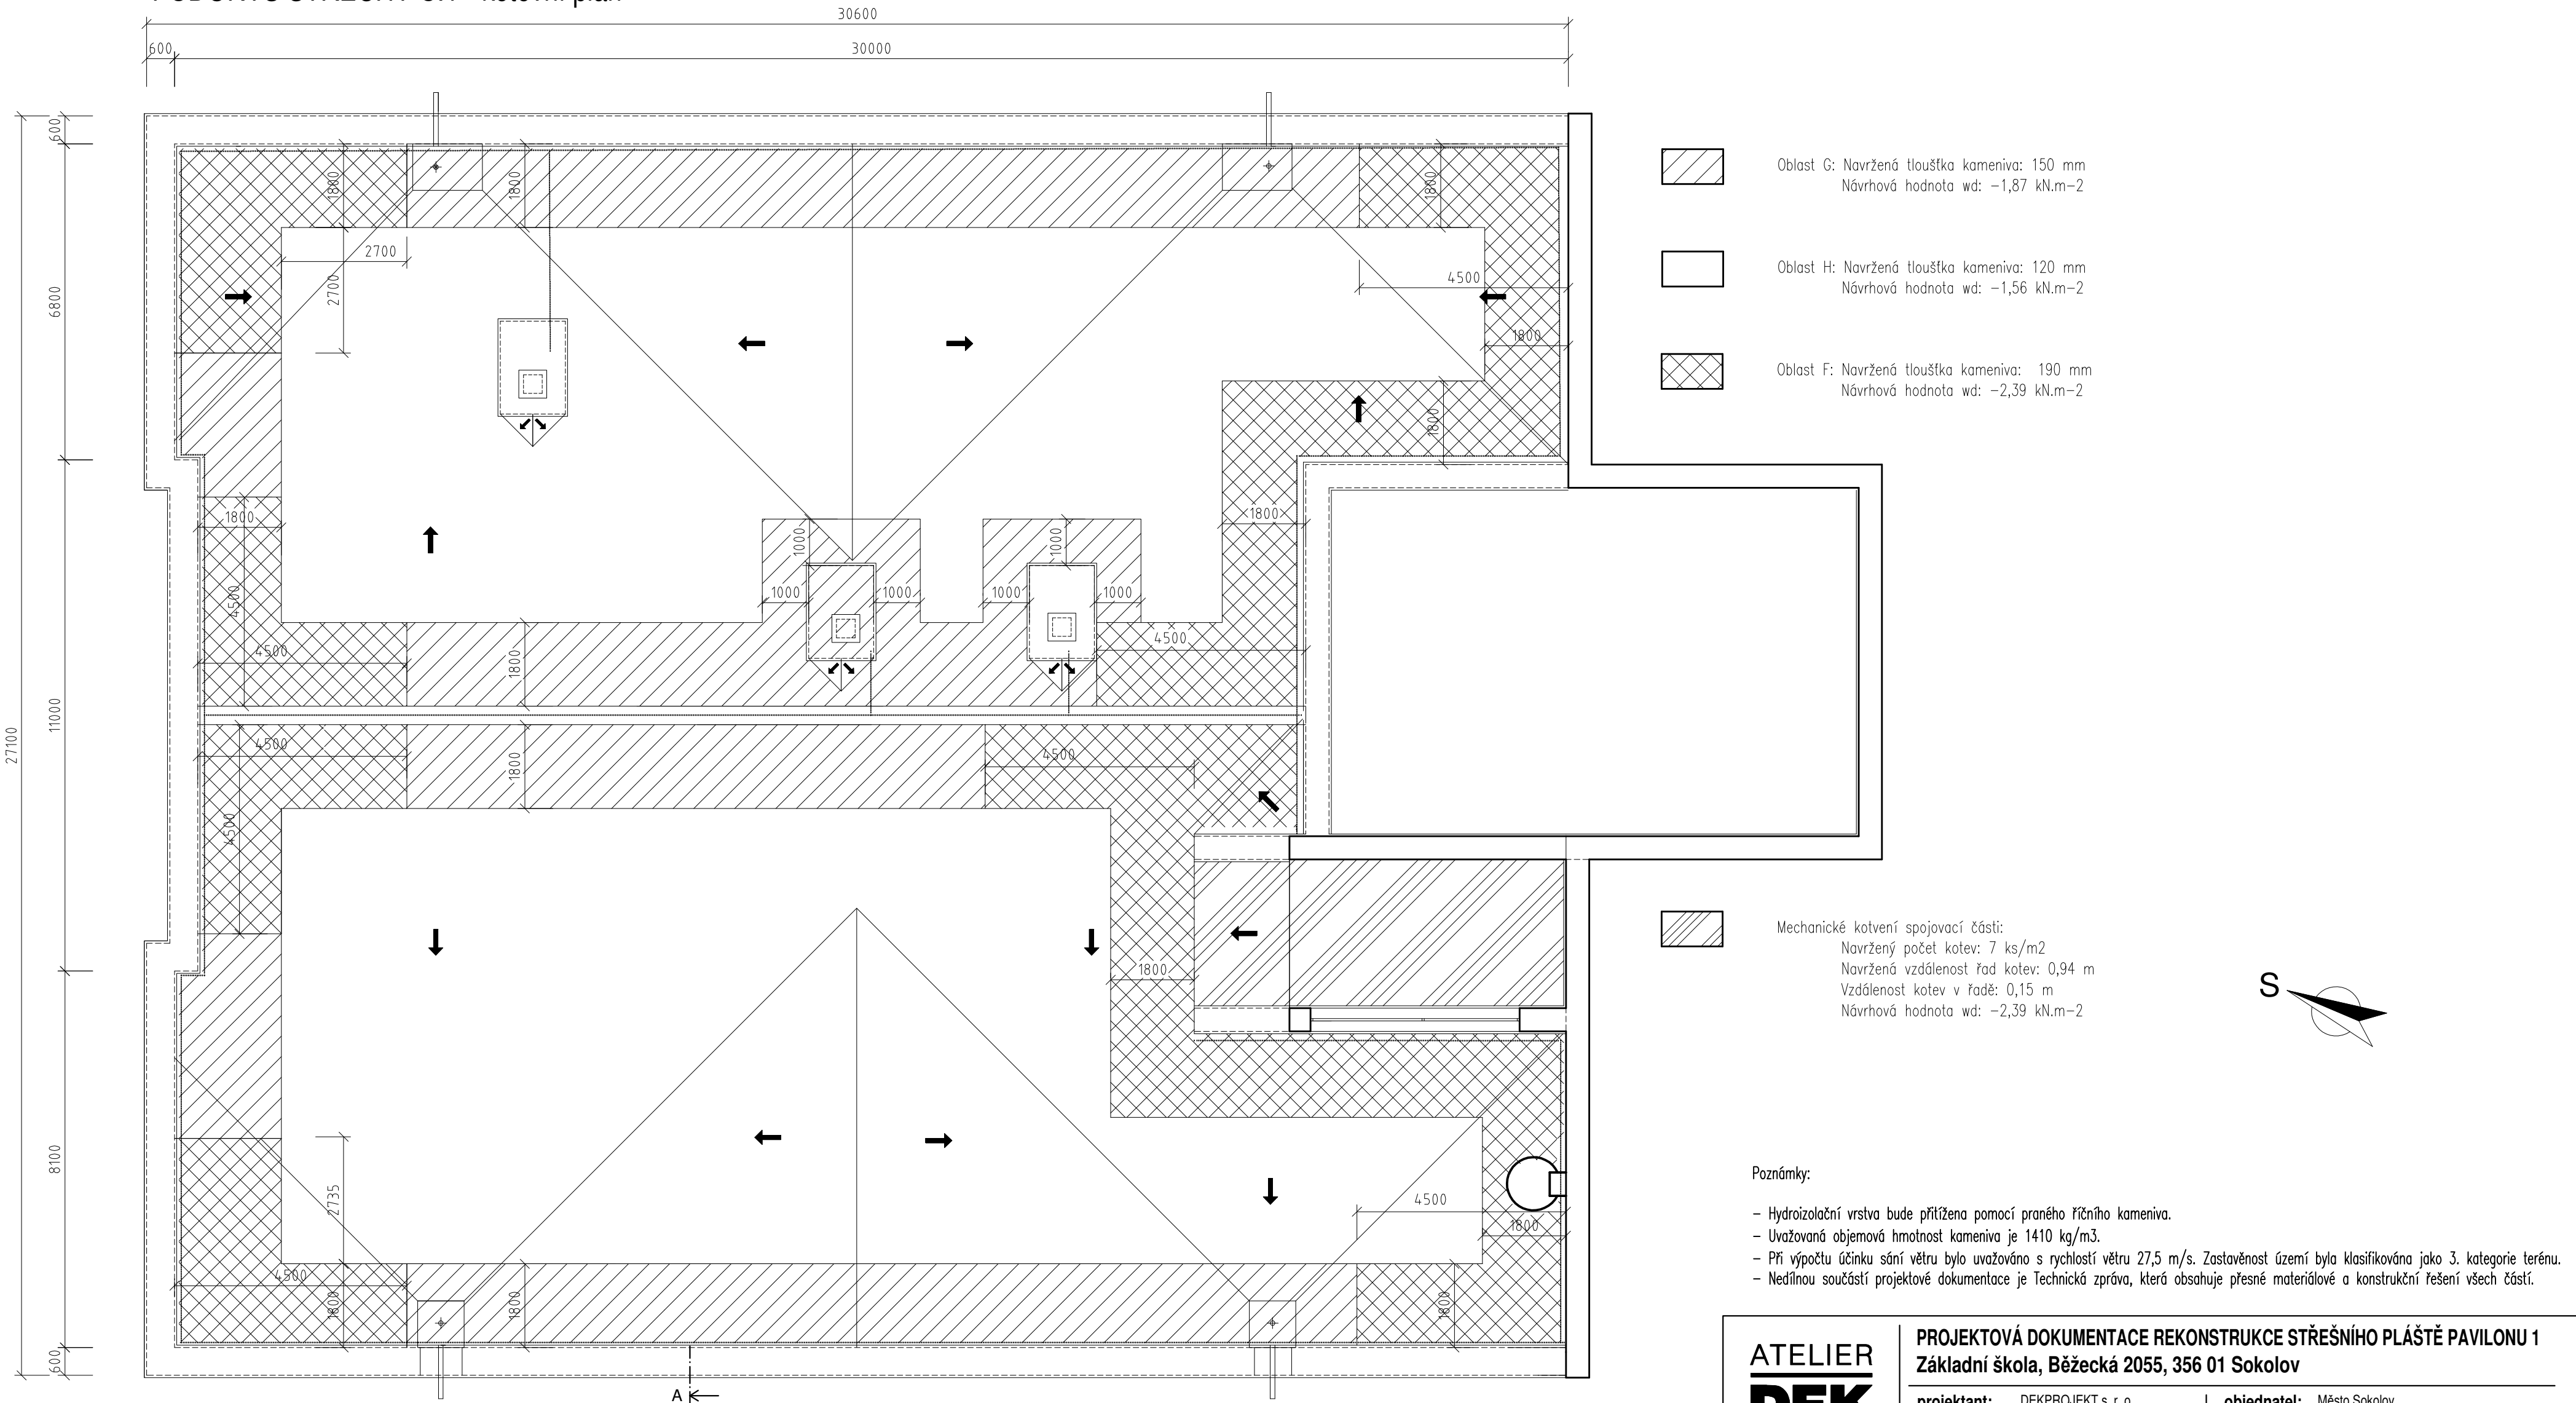 kotevní plán
30600
600
30000
27100
600
6800
11000
8100
600
1800
1800
1800
2700
2700
4500
1800
1800
1800
1800
4500
4500
1000
1000
1000
1000
1000
1000
4500
1800
4500
1800
4500
4500
1800
2735
4500
1800
4500
1800
1800
1800
A
Oblast G: Navržená tloušťka kameniva: 150 mm
Návrhová hodnota wd: −1,87 kN.m−2
Oblast H: Navržená tloušťka kameniva: 120 mm
Návrhová hodnota wd: −1,56 kN.m−2
Oblast F: Navržená tloušťka kameniva: 190 mm
Návrhová hodnota wd: −2,39 kN.m−2
Mechanické kotvení spojovací části:
Navržený počet kotev: 7 ks/m2
Navržená vzdálenost řad kotev: 0,94 m
Vzdálenost kotev v řadě: 0,15 m
Návrhová hodnota wd: −2,39 kN.m−2
S
Poznámky:
− Hydroizolační vrstva bude přitížena pomocí praného říčního kameniva.
− Uvažovaná objemová hmotnost kameniva je 1410 kg/m3.
− Při výpočtu účinku sání větru bylo uvažováno s rychlostí větru 27,5 m/s. Zastavěnost území byla klasifikována jako 3. kategorie terénu.
− Nedílnou součástí projektové dokumentace je Technická zpráva, která obsahuje přesné materiálové a konstrukční řešení všech částí.
ATELIER
DEK
PROJEKTOVÁ DOKUMENTACE REKONSTRUKCE STŘEŠNÍHO PLÁŠTĚ PAVILONU 1
Základní škola, Běžecká 2055, 356 01 Sokolov
projektant: DEKPROJEKT s. r. o. objednatel: Město Sokolov